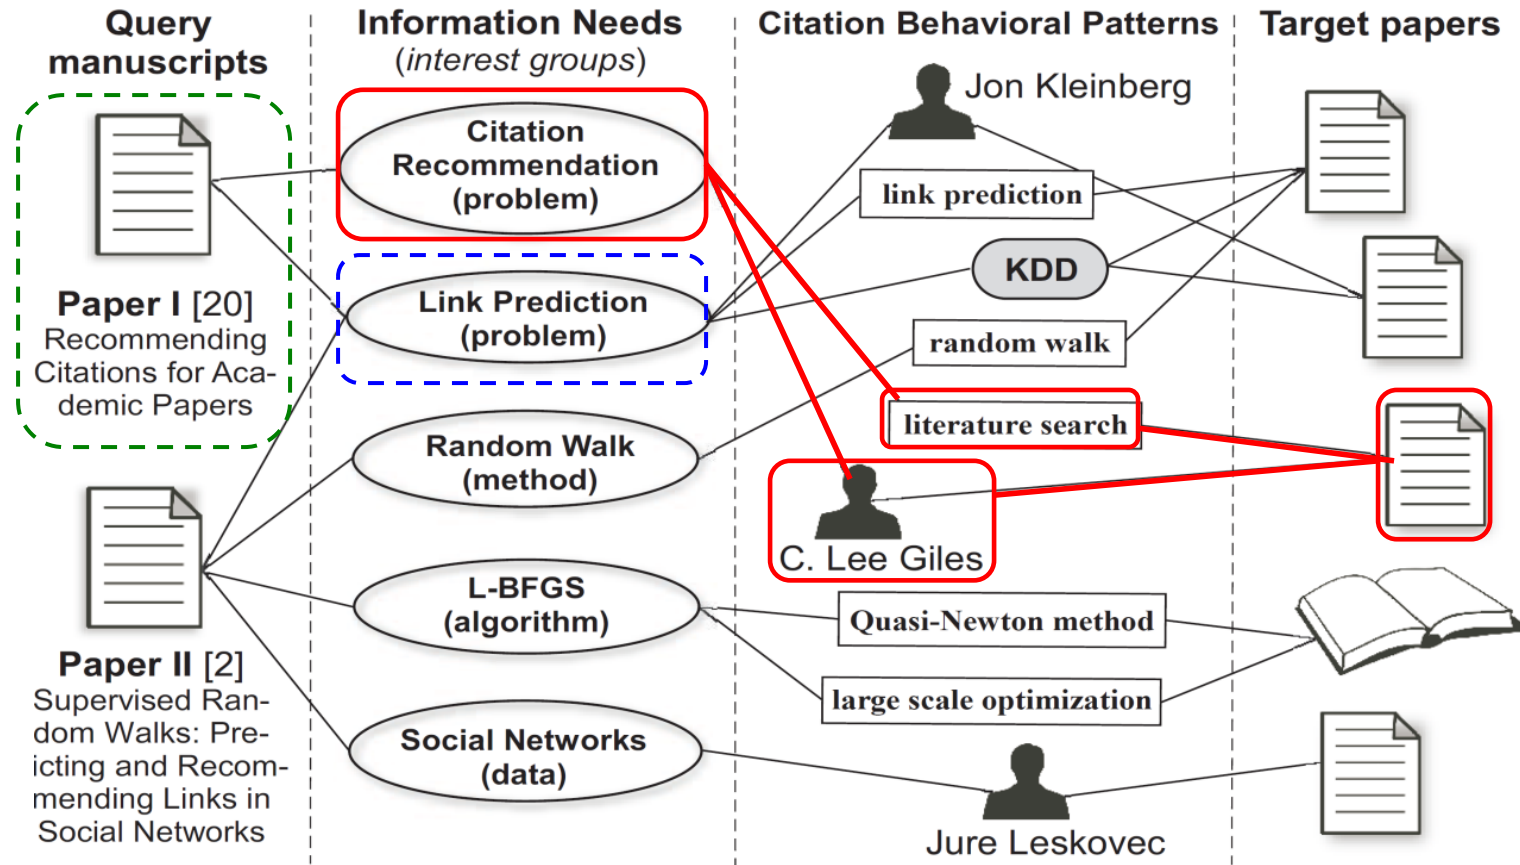 Query
manuscripts
Information Needs
(interest groups)
Citation Behavioral Patterns
Target papers
Paper I [20]
Recommending
Citations for Aca-
demic Papers
Paper II [2]
Supervised Ran-
dom Walks: Pre-
icting and Recom-
mending Links in
Social Networks
Citation
Recommendation
(problem)
Link Prediction
(problem)
Random Walk
(method)
L-BFGS
(algorithm)
Social Networks
(data)
Jon Kleinberg
link prediction
KDD
random walk
literature search
C. Lee Giles
Quasi-Newton method
large scale optimization
Jure Leskovec